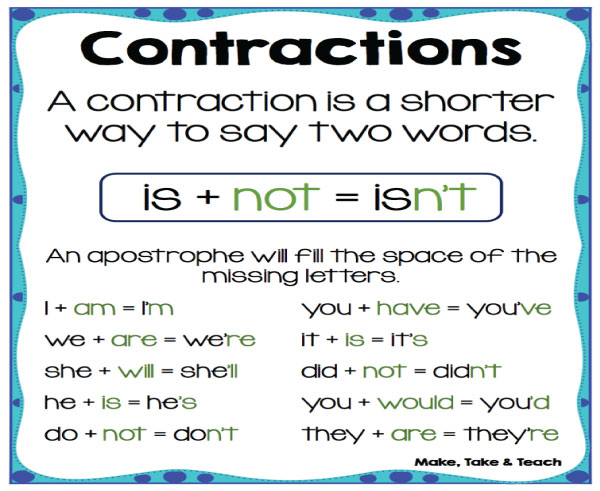 Contractions
A contraction is a shorter
way to say two words.
is + not = isn't
An apostrophe will fill the space of the
missing letters.
I + am = I'm
we + are = we're
she + will = she'll
he + is = he's
do + not = don't
you + have = you've
it + is = it's
did + not = didn't
you + would = you'd
they + are = they're
Make, Take & Teach